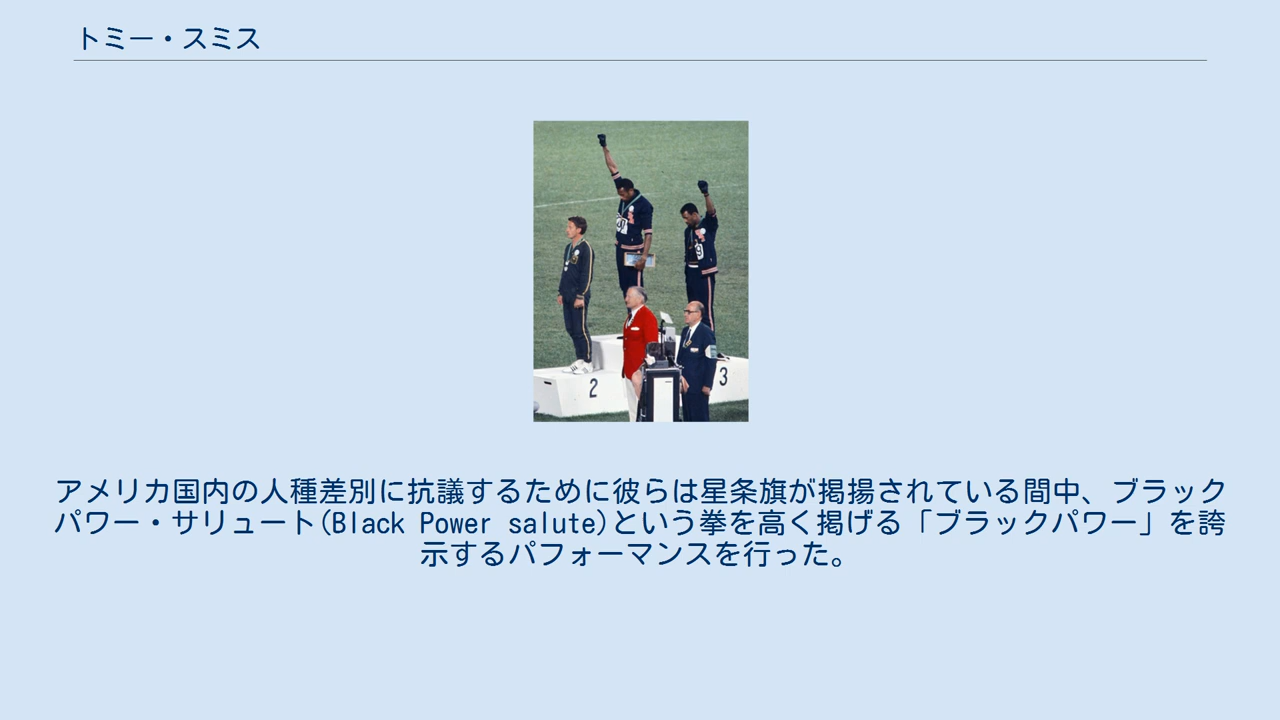 トミー・スミス
2
3
アメリカ国内の人種差別に抗議するために彼らは星条旗が掲揚されている間中、ブラック
パワー・サリュート(Black Power salute)という拳を高く掲げる「ブラックパワー」を誇
示するパフォーマンスを行った。